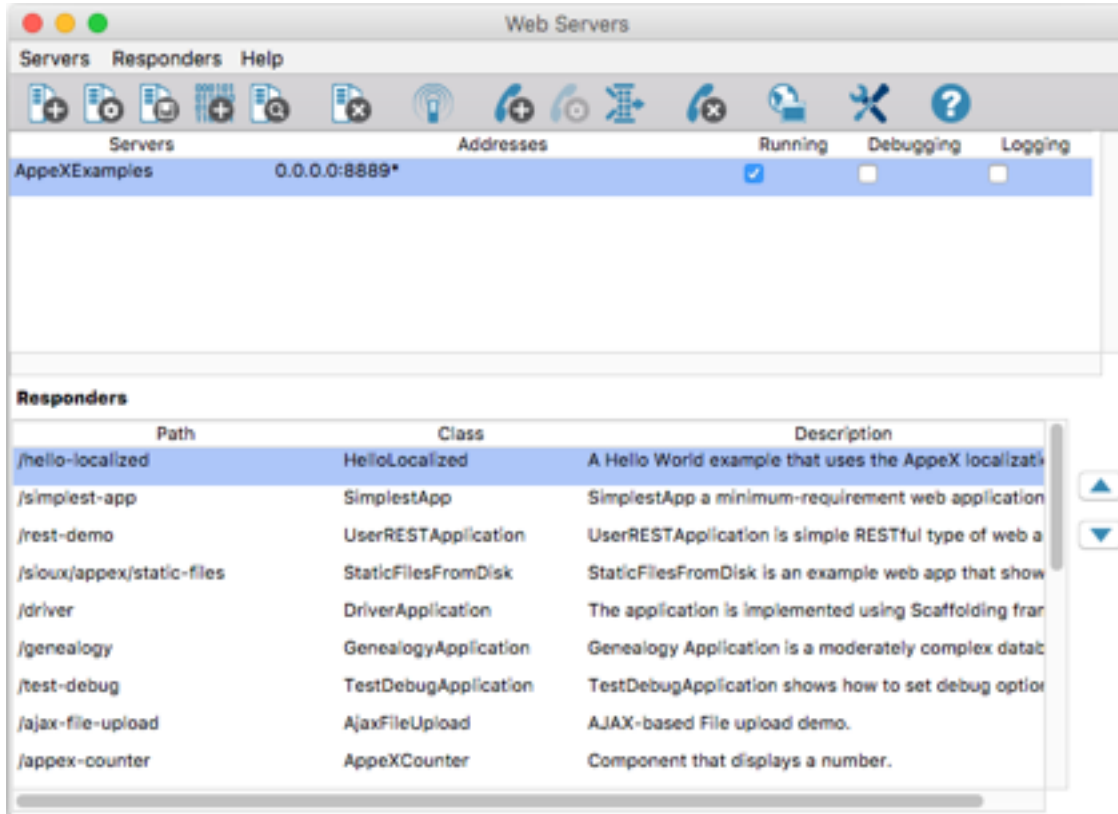 Web Servers
Servers Responders Help
Servers Addresses Running Debugging Logging
AppeXExamples 0.0.0.0:8889*
Responders
Path Class Description
/hello-localized HelloLocalized A Hello World example that uses the AppeX localizati
/simplest-app SimplestApp SimplestApp a minimum-requirement web application
/rest-demo UserRESTApplication UserRESTApplication is simple RESTful type of web a
/sioux/appex/static-files StaticFilesFromDisk StaticFilesFromDisk is an example web app that show
/driver DriverApplication The application is implemented using Scaffolding fran
/genealogy GenealogyApplication Genealogy Application is a moderately complex datab
/test-debug TestDebugApplication TestDebugApplication shows how to set debug option
/ajax-file-upload AjaxFileUpload AJAX-based File upload demo.
/appex-counter AppeXCounter Component that displays a number.